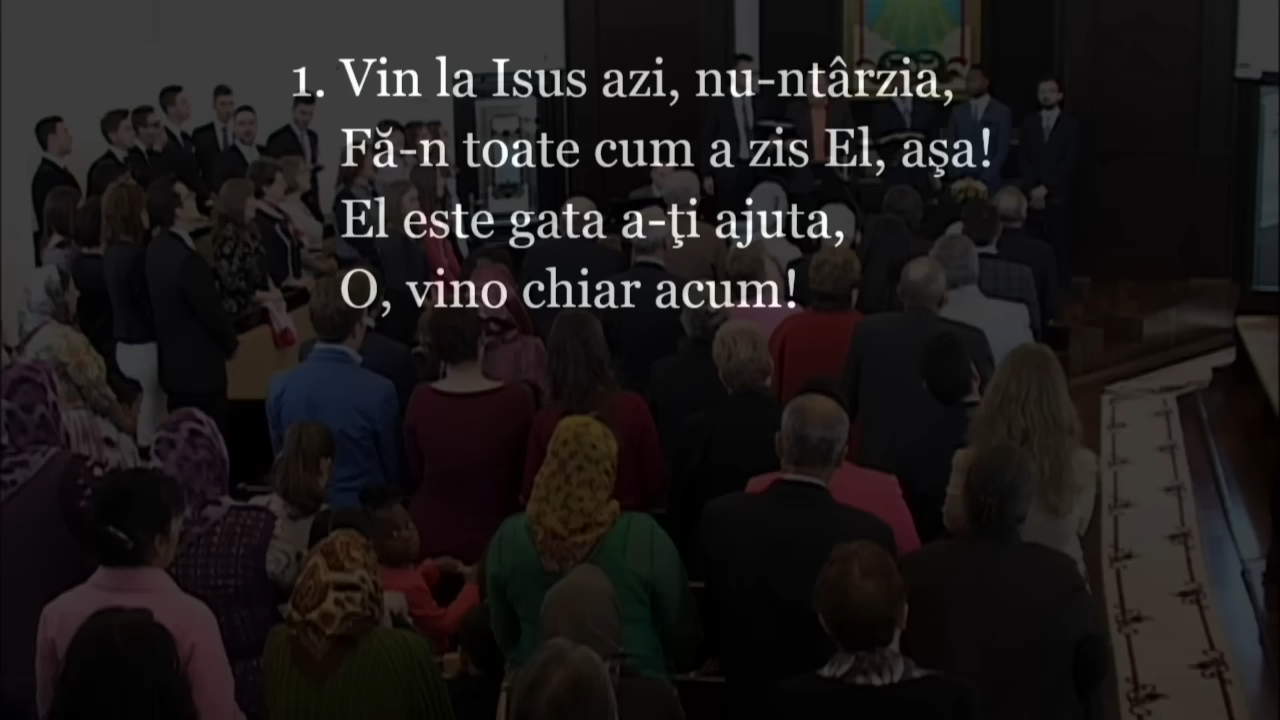 1. Vin la Isus azi, nu-ntârzia,
Fă-n toate cum a zis El, aşa!
El este gata a-ţi ajuta,
O, vino chiar acum!